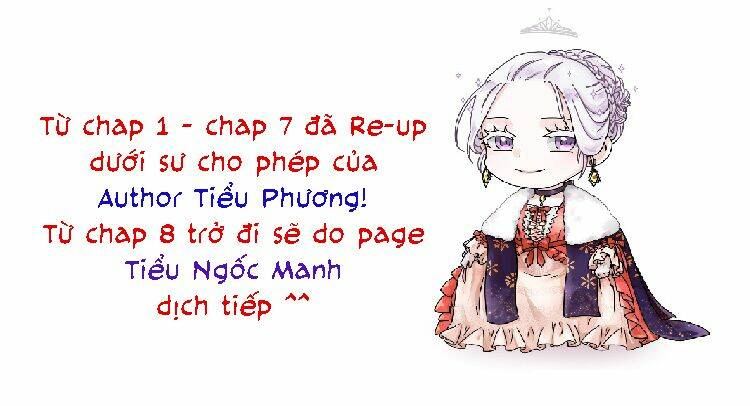 Từ chap 1 - chap 7 đã Re-up
dưới sư cho phép của
Author Tiểu Phương!
Từ chap 8 trở đi sẽ do page
Tiểu Ngốc Manh
dịch tiếp ^^